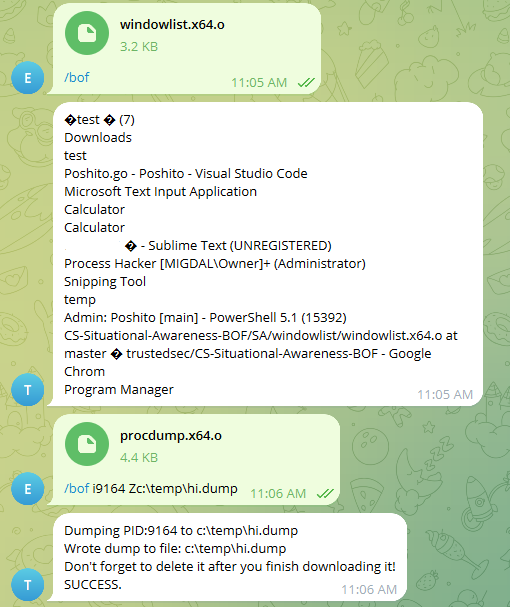 windowlist.x64.o
3.2 KB
E
/bof
11:05 AM
�test � (7)
Downloads
test
Poshito.go - Poshito - Visual Studio Code
Microsoft Text Input Application
Calculator
Calculator
� - Sublime Text (UNREGISTERED)
Process Hacker [MIGDAL\Owner]+ (Administrator)
Snipping Tool
temp
Admin: Poshito [main] - PowerShell 5.1 (15392)
CS-Situational-Awareness-BOF/SA/windowlist/windowlist.x64.o at
master � trustedsec/CS-Situational-Awareness-BOF - Google
Chrom
Program Manager
T
11:05 AM
procdump.x64.o
4.4 KB
E
/bof i9164 Zc:\temp\hi.dump
11:06 AM
Dumping PID:9164 to c:\temp\hi.dump
Wrote dump to file: c:\temp\hi.dump
Don't forget to delete it after you finish downloading it!
SUCCESS.
T
11:06 AM